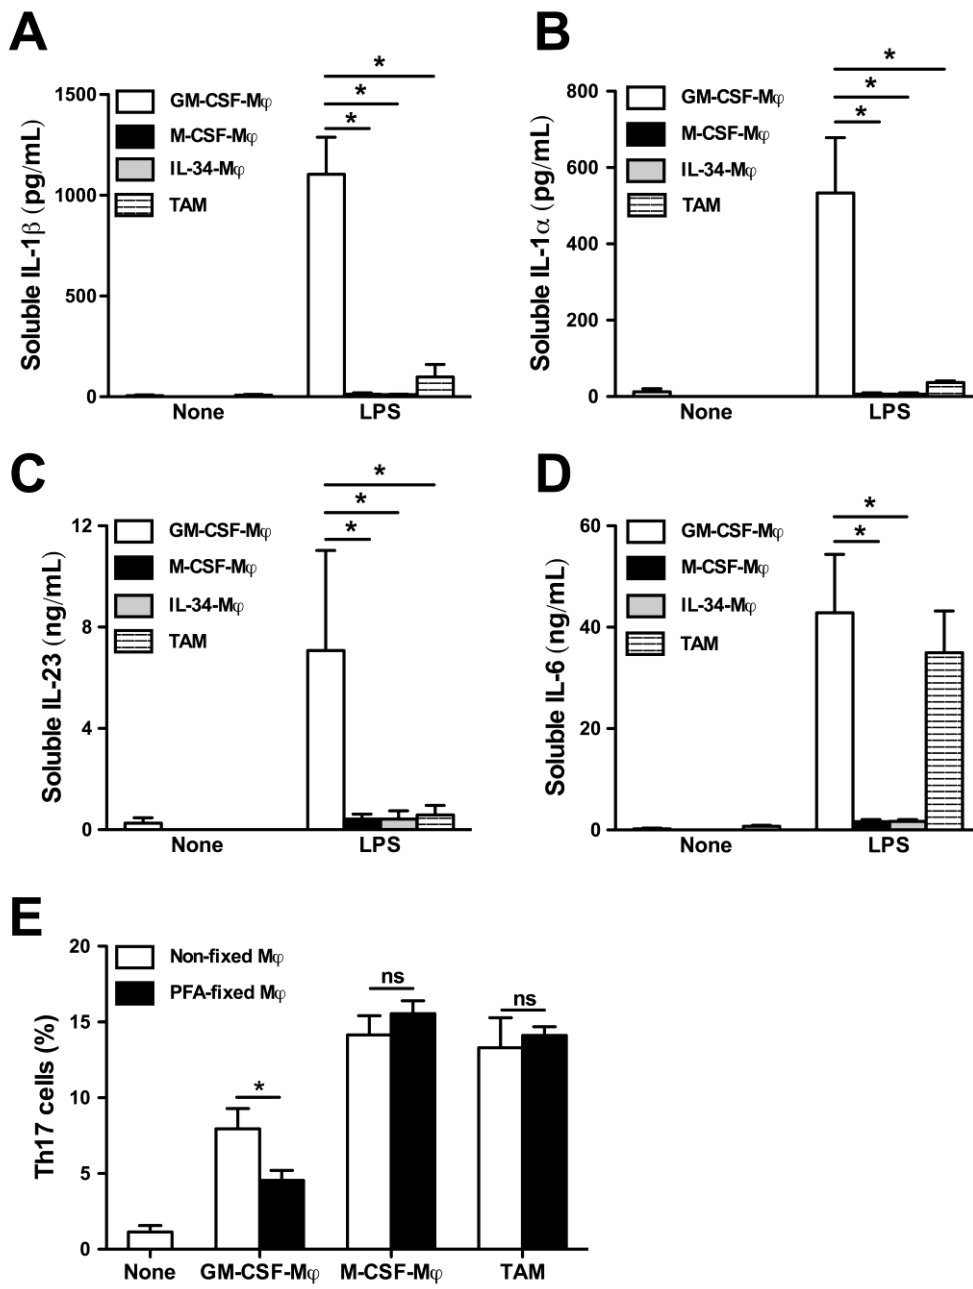 A
Soluble IL-1β (pg/mL)
1500
1000
500
0
GM-CSF-Mφ
M-CSF-Mφ
IL-34-Mφ
TAM
*
*
*
None
LPS
B
Soluble IL-1α (pg/mL)
800
600
400
200
0
GM-CSF-Mφ
M-CSF-Mφ
IL-34-Mφ
TAM
*
*
*
None
LPS
C
Soluble IL-23 (ng/mL)
12
8
4
0
GM-CSF-Mφ
M-CSF-Mφ
IL-34-Mφ
TAM
*
*
*
None
LPS
D
Soluble IL-6 (ng/mL)
60
40
20
0
GM-CSF-Mφ
M-CSF-Mφ
IL-34-Mφ
TAM
*
*
None
LPS
E
Th17 cells (%)
20
15
10
5
0
Non-fixed Mφ
PFA-fixed Mφ
*
ns
ns
None
GM-CSF-Mφ
M-CSF-Mφ
TAM